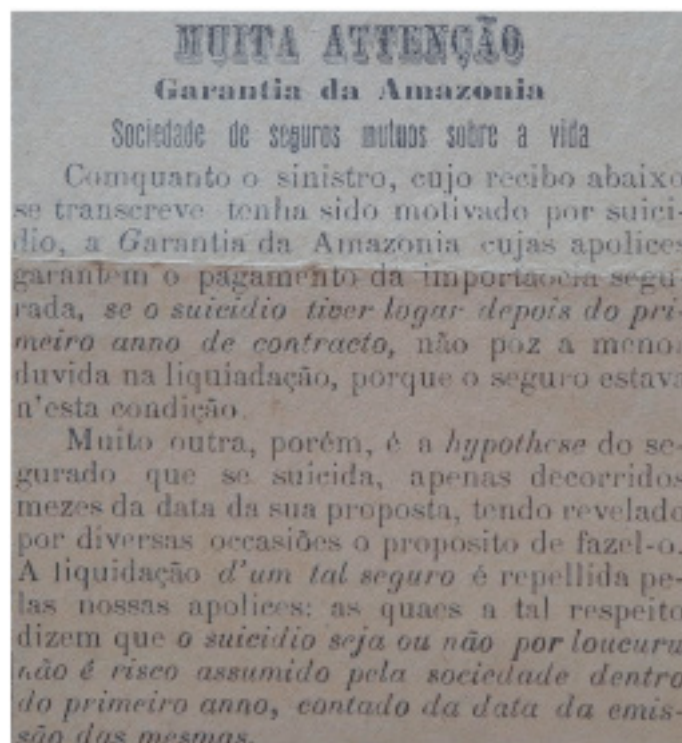 MUITA ATTENÇÃO
Garantia da Amazonia
Sociedade de seguros mutuos sobre a vida
Comquanto o sinistro, cujo recibo abaixo
se transcreve tenha sido motivado por suici-
dio, a Garantia da Amazonia cujas apolices
garantem o pagamento da importaocia segu-
rada, se o suicidio tiver logar depois do pri-
meiro anno de contracto, não poz a menor
duvida na liquiadação, porque o seguro estava
n'esta condição.
Muito outra, porém, é a hypothese do se-
gurado que se suicida, apenas decorridos
mezes da data da sua proposta, tendo revelado
por diversas occasiões o proposito de fazel-o.
A liquidação d'um tal seguro é repellida pe-
las nossas apolices: as quaes a tal respeito
dizem que o suicidio seja ou não por loucura
não é risco assumido pela sociedade dentro
do primeiro anno, contado da data da emis-
são das mesmas.